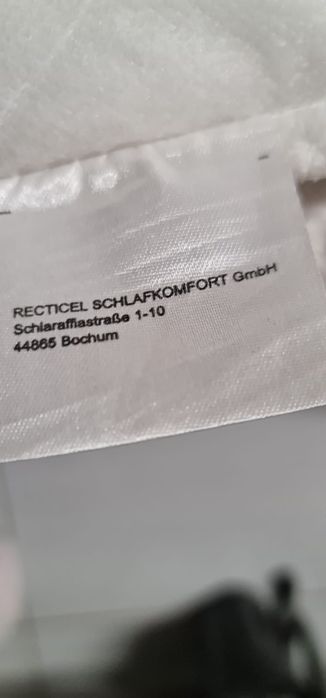 RECTICEL SCHLAFKOMFORT GmbH
Schlaraffiastraße 1-10
44865 Bochum